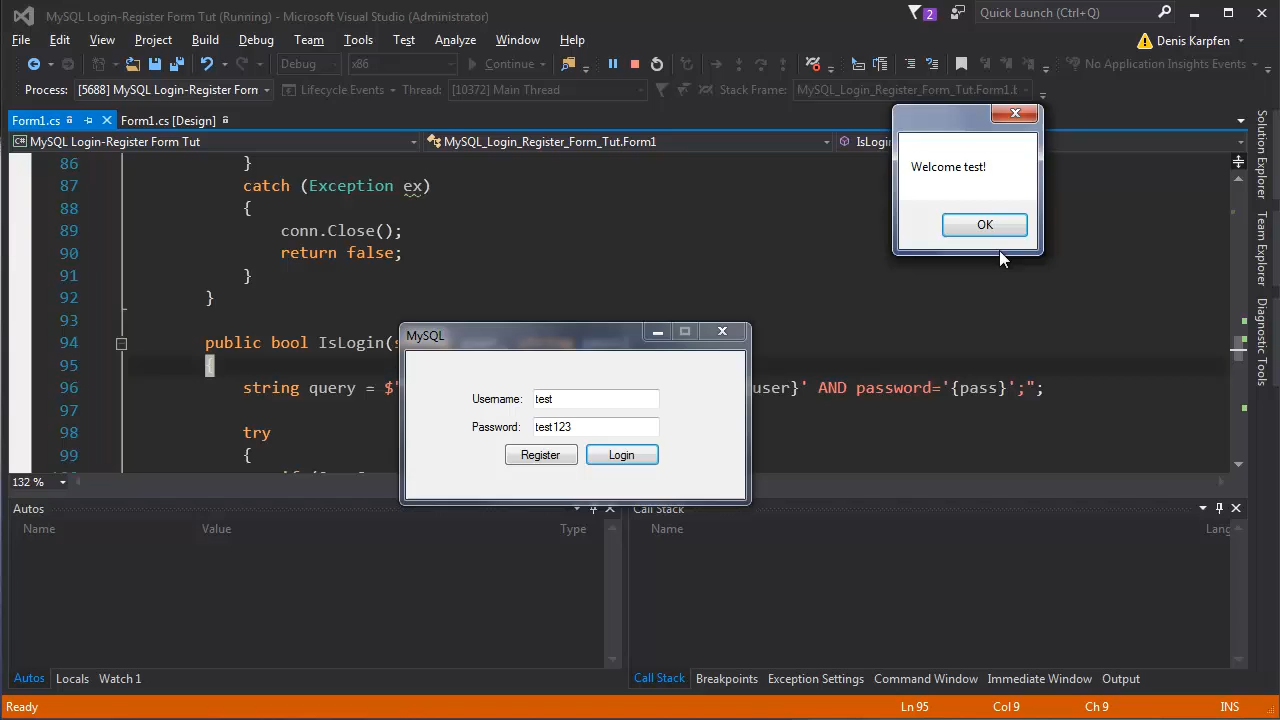 MySQL Login-Register Form Tut (Running) - Microsoft Visual Studio (Administrator)
2
Quick Launch (Ctrl+Q)
File Edit View Project Build Debug Team Tools Test Analyze Window Help
Denis Karpfen
Debug x86 Continue
Process: [5688] MySQL Login-Register Form Lifecycle Events Thread: [10372] Main Thread Stack Frame: MySQL_Login_Register_Form_Tut.Form1.
No Application Insights Events
Form1.cs Form1.cs [Design]
MySQL Login-Register Form Tut MySQL_Login_Register_Form_Tut.Form1 IsLogin
86 }
87 catch (Exception ex)
88 {
89 conn.Close();
90 return false;
91 }
92 }
93
94 public bool IsLogin(
95 {
96 string query = $" user}' AND password='{pass}';";
97
98 try
99 {
132 %
Welcome test!
OK
MySQL
Username: test
Password: test123
Register Login
Solution Explorer
Team Explorer
Diagnostic Tools
Autos
Name Value Type
Call Stack
Name Lang
Autos Locals Watch 1
Call Stack Breakpoints Exception Settings Command Window Immediate Window Output
Ready Ln 95 Col 9 Ch 9 INS